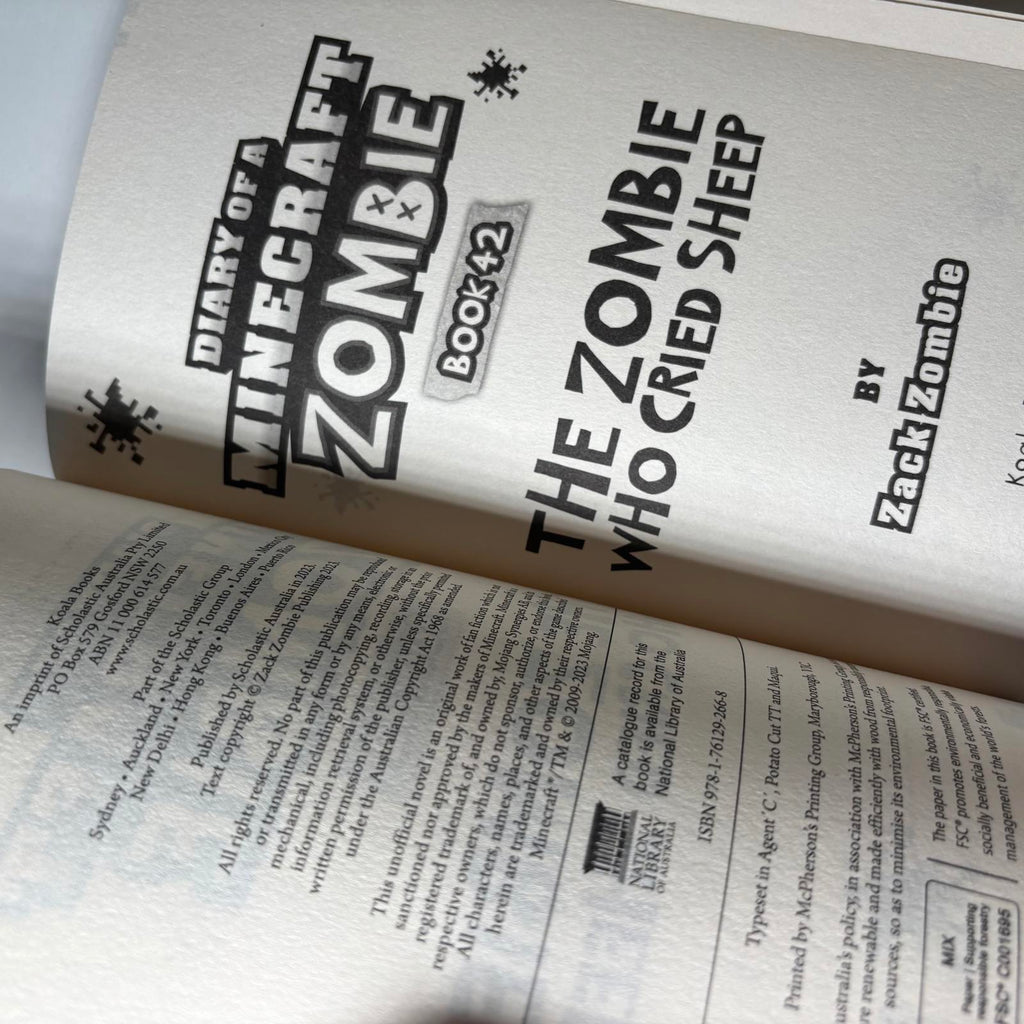 Koala Books
An imprint of Scholastic Australia Pty Limited
PO Box 579 Gosford NSW 2250
ABN 11 000 614 577
www.scholastic.com.au
Part of the Scholastic Group
Sydney • Auckland • New York • Toronto • London • Mexico City
New Delhi • Hong Kong • Buenos Aires • Puerto Rico
Published by Scholastic Australia in 2023.
Text copyright © Zack Zombie Publishing 2021.
All rights reserved. No part of this publication may be reproduced
or transmitted in any form or by any means, electronic or
mechanical, including photocopying, recording, storage in
information retrieval systems, or otherwise, without the prior
written permission of the publisher, unless specifically permitted
under the Australian Copyright Act 1968 as amended.
This unofficial novel is an original work of fan fiction which is not
sanctioned nor approved by the makers of Minecraft. Minecraft is
registered trademark of, and owned by, Mojang Synergies AB, and
respective owners, which do not sponsor, authorize, or endorse this
All characters, names, places, and other aspects of the game described
herein are trademarked and owned by their respective owners.
Minecraft ®/TM & © 2009-2023 Mojang.
NATIONAL
LIBRARY
OF AUSTRALIA
A catalogue record for this
book is available from the
National Library of Australia
ISBN 978-1-76129-266-8
Typeset in Agent 'C', Potato Cut TT and Maqui
Printed by McPherson's Printing Group, Maryborough, VIC
ustralia's policy, in association with McPherson's Printing
re renewable and made efficiently with wood from
sources, so as to minimise its environmental footprint
MIX
Paper | Supporting
responsible forestry
FSC® C001695
The paper in this book is FSC® certified
FSC® promotes environmentally
socially beneficial and economically
management of the world's forests
DIARY OF A
MINECRAFT
ZOMBIE
BOOK 42
THE ZOMBIE
WHO CRIED SHEEP
BY
Zack Zombie